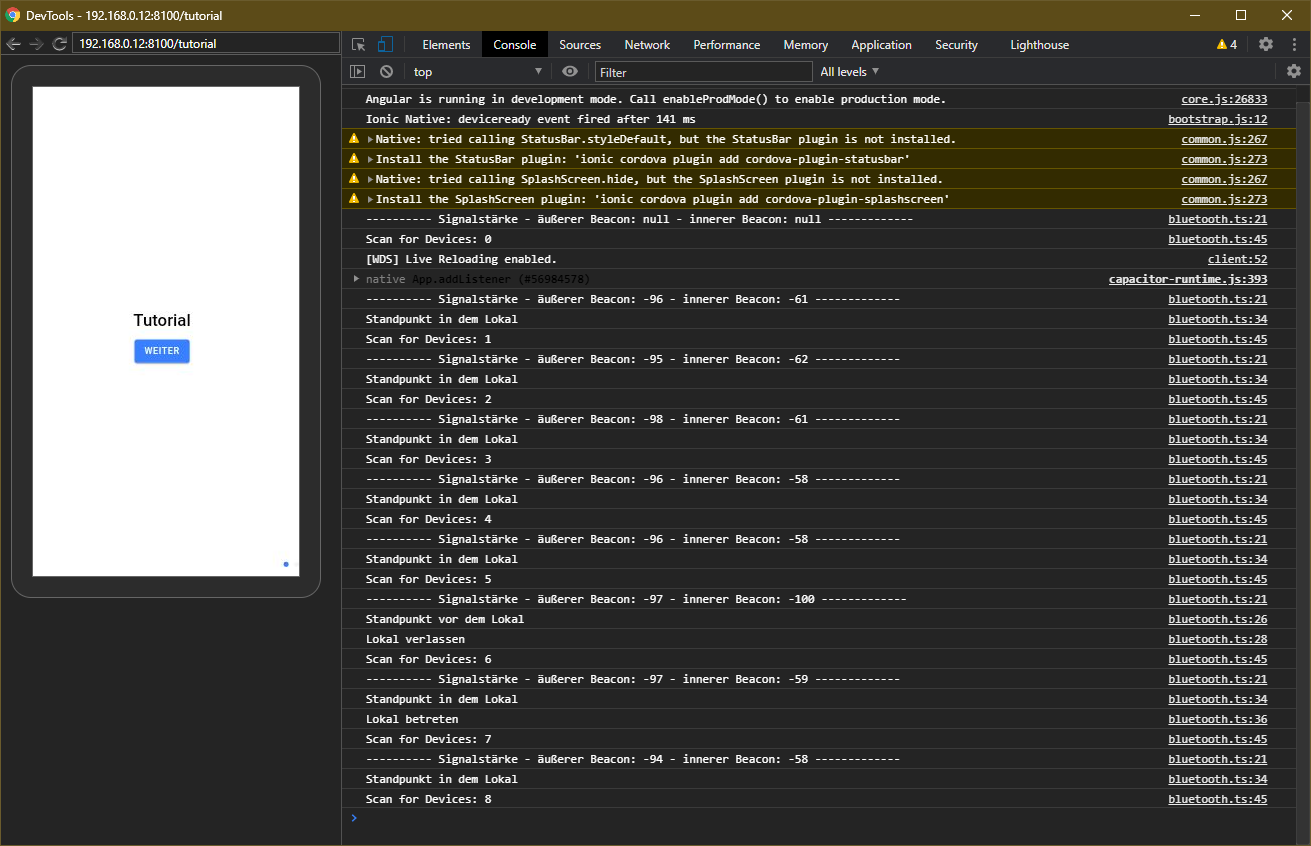 DevTools - 192.168.0.12:8100/tutorial
192.168.0.12:8100/tutorial
Elements Console Sources Network Performance Memory Application Security Lighthouse 4
top Filter All levels
Tutorial
WEITER
Angular is running in development mode. Call enableProdMode() to enable production mode. core.js:26833
Ionic Native: deviceready event fired after 141 ms bootstrap.js:12
Native: tried calling StatusBar.styleDefault, but the StatusBar plugin is not installed. common.js:267
Install the StatusBar plugin: 'ionic cordova plugin add cordova-plugin-statusbar' common.js:273
Native: tried calling SplashScreen.hide, but the SplashScreen plugin is not installed. common.js:267
Install the SplashScreen plugin: 'ionic cordova plugin add cordova-plugin-splashscreen' common.js:273
---------- Signalstärke - äußerer Beacon: null - innerer Beacon: null ------------- bluetooth.ts:21
Scan for Devices: 0 bluetooth.ts:45
[WDS] Live Reloading enabled. client:52
native App.addListener (#56984578) capacitor-runtime.js:393
---------- Signalstärke - äußerer Beacon: -96 - innerer Beacon: -61 ------------- bluetooth.ts:21
Standpunkt in dem Lokal bluetooth.ts:34
Scan for Devices: 1 bluetooth.ts:45
---------- Signalstärke - äußerer Beacon: -95 - innerer Beacon: -62 ------------- bluetooth.ts:21
Standpunkt in dem Lokal bluetooth.ts:34
Scan for Devices: 2 bluetooth.ts:45
---------- Signalstärke - äußerer Beacon: -98 - innerer Beacon: -61 ------------- bluetooth.ts:21
Standpunkt in dem Lokal bluetooth.ts:34
Scan for Devices: 3 bluetooth.ts:45
---------- Signalstärke - äußerer Beacon: -96 - innerer Beacon: -58 ------------- bluetooth.ts:21
Standpunkt in dem Lokal bluetooth.ts:34
Scan for Devices: 4 bluetooth.ts:45
---------- Signalstärke - äußerer Beacon: -96 - innerer Beacon: -58 ------------- bluetooth.ts:21
Standpunkt in dem Lokal bluetooth.ts:34
Scan for Devices: 5 bluetooth.ts:45
---------- Signalstärke - äußerer Beacon: -97 - innerer Beacon: -100 ------------- bluetooth.ts:21
Standpunkt vor dem Lokal bluetooth.ts:26
Lokal verlassen bluetooth.ts:28
Scan for Devices: 6 bluetooth.ts:45
---------- Signalstärke - äußerer Beacon: -97 - innerer Beacon: -59 ------------- bluetooth.ts:21
Standpunkt in dem Lokal bluetooth.ts:34
Lokal betreten bluetooth.ts:36
Scan for Devices: 7 bluetooth.ts:45
---------- Signalstärke - äußerer Beacon: -94 - innerer Beacon: -58 ------------- bluetooth.ts:21
Standpunkt in dem Lokal bluetooth.ts:34
Scan for Devices: 8 bluetooth.ts:45